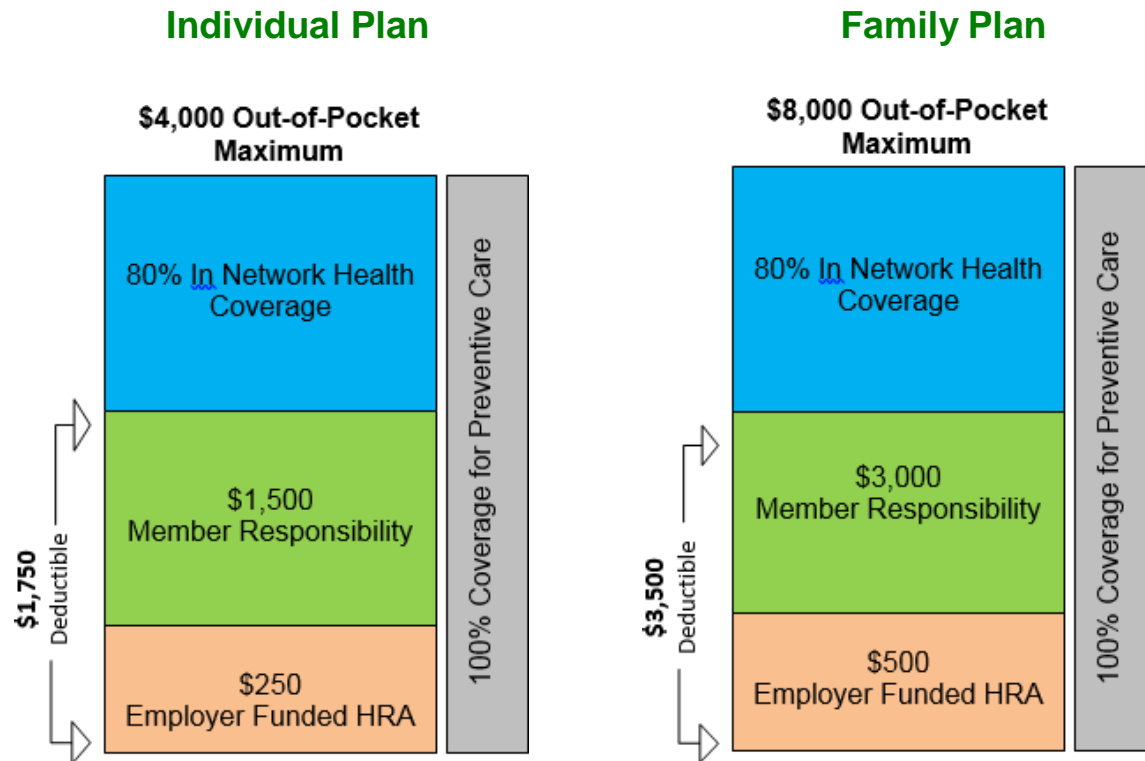 Individual Plan
$4,000 Out-of-Pocket
Maximum
80% In Network Health
Coverage
$1,500
Member Responsibility
$250
Employer Funded HRA
$1,750
Deductible
100% Coverage for Preventive Care
Family Plan
$8,000 Out-of-Pocket
Maximum
80% In Network Health
Coverage
$3,000
Member Responsibility
$500
Employer Funded HRA
$3,500
Deductible
100% Coverage for Preventive Care